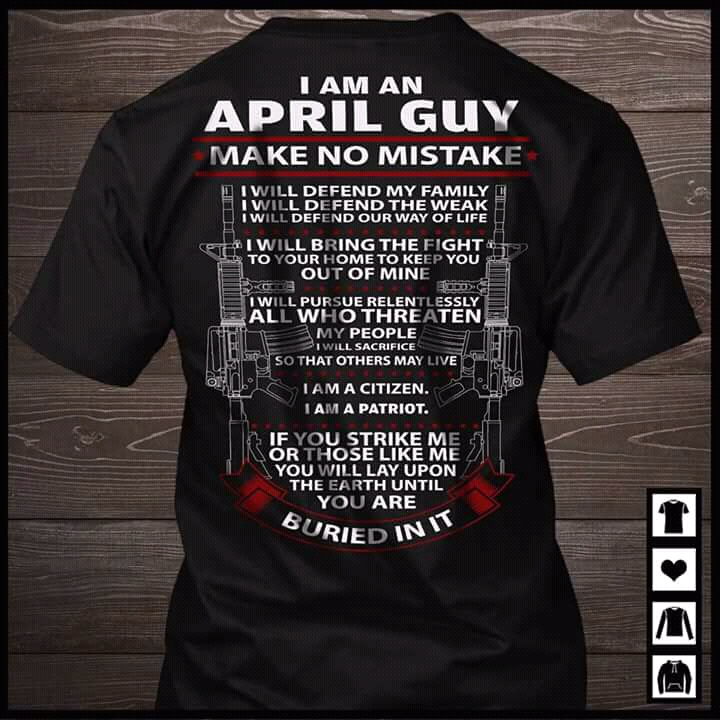 I AM AN
APRIL GUY
MAKE NO MISTAKE
I WILL DEFEND MY FAMILY
I WILL DEFEND THE WEAK
I WILL DEFEND OUR WAY OF LIFE
I WILL BRING THE FIGHT
TO YOUR HOME TO KEEP YOU
OUT OF MINE
I WILL PURSUE RELENTLESSLY
ALL WHO THREATEN
MY PEOPLE
I WILL SACRIFICE
SO THAT OTHERS MAY LIVE
I AM A CITIZEN.
I AM A PATRIOT.
IF YOU STRIKE ME
OR THOSE LIKE ME
YOU WILL LAY UPON
THE EARTH UNTIL
YOU ARE
BURIED IN IT